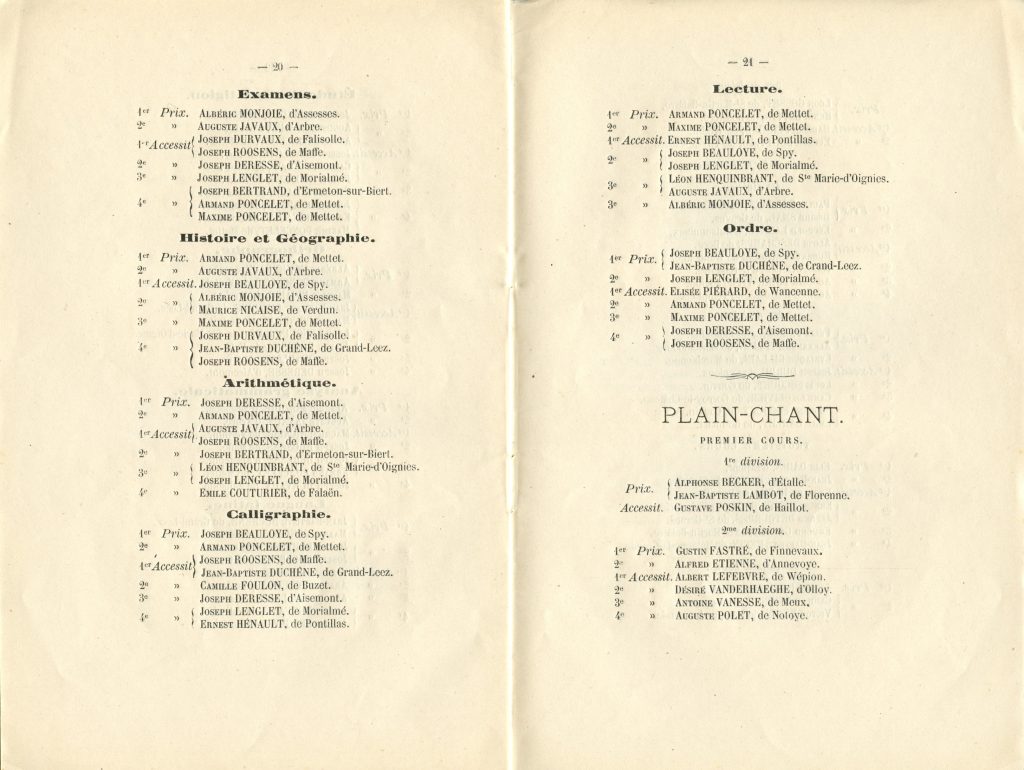 — 20 —
Examens.
1er Prix. ALBÉRIC MONJOIE, d'Assesses.
2e » AUGUSTE JAVAUX, d'Arbre.
1er Accessit { JOSEPH DURVAUX, de Falisolle.
JOSEPH ROOSENS, de Maffe.
2e » JOSEPH DERESSE, d'Aisemont.
3e » JOSEPH LENGLET, de Morialmé.
4e » { JOSEPH BERTRAND, d'Ermeton-sur-Biert.
ARMAND PONCELET, de Mettet.
MAXIME PONCELET, de Mettet.
Histoire et Géographie.
1er Prix. ARMAND PONCELET, de Mettet.
2e » AUGUSTE JAVAUX, d'Arbre.
1er Accessit. JOSEPH BEAULOYE, de Spy.
2e » { ALBÉRIC MONJOIE, d'Assesses.
MAURICE NICAISE, de Verdun.
3e » MAXIME PONCELET, de Mettet.
4e » { JOSEPH DURVAUX, de Falisolle.
JEAN-BAPTISTE DUCHÊNE, de Grand-Leez.
JOSEPH ROOSENS, de Maffe.
Arithmétique.
1er Prix. JOSEPH DERESSE, d'Aisemont.
2e » ARMAND PONCELET, de Mettet.
1er Accessit { AUGUSTE JAVAUX, d'Arbre.
JOSEPH ROOSENS, de Maffe.
2e » JOSEPH BERTRAND, d'Ermeton-sur-Biert.
3e » { LÉON HENQUINBRANT, de Ste Marie-d'Oignies.
JOSEPH LENGLET, de Morialmé.
4e » EMILE COUTURIER, de Falaën.
Calligraphie.
1er Prix. JOSEPH BEAULOYE, de Spy.
2e » ARMAND PONCELET, de Mettet.
1er Accessit { JOSEPH ROOSENS, de Maffe.
JEAN-BAPTISTE DUCHÊNE, de Grand-Leez.
2e » CAMILLE FOULON, de Buzet.
3e » JOSEPH DERESSE, d'Aisemont.
4e » { JOSEPH LENGLET, de Morialmé.
ERNEST HÉNAULT, de Pontillas.
— 21 —
Lecture.
1er Prix. ARMAND PONCELET, de Mettet.
2e » MAXIME PONCELET, de Mettet.
1er Accessit. ERNEST HÉNAULT, de Pontillas.
2e » { JOSEPH BEAULOYE, de Spy.
JOSEPH LENGLET, de Morialmé.
3e » { LÉON HENQUINBRANT, de Ste Marie-d'Oignies.
AUGUSTE JAVAUX, d'Arbre.
3e » ALBÉRIC MONJOIE, d'Assesses.
Ordre.
1er Prix. { JOSEPH BEAULOYE, de Spy.
JEAN-BAPTISTE DUCHÊNE, de Grand-Leez.
2e » JOSEPH LENGLET, de Morialmé.
1er Accessit. ELISÉE PIÉRARD, de Wancenne.
2e » ARMAND PONCELET, de Mettet.
3e » MAXIME PONCELET, de Mettet.
4e » { JOSEPH DERESSE, d'Aisemont.
JOSEPH ROOSENS, de Maffe.
PLAIN-CHANT.
PREMIER COURS.
1re division.
Prix. { ALPHONSE BECKER, d'Étalle.
JEAN-BAPTISTE LAMBOT, de Florenne.
Accessit. GUSTAVE POSKIN, de Haillot.
2me division.
1er Prix. GUSTIN FASTRÉ, de Finnevaux.
2e » ALFRED ETIENNE, d'Annevoye.
1er Accessit. ALBERT LEFEBVRE, de Wépion.
2e » DÉSIRÉ VANDERHAEGHE, d'Olloy.
3e » ANTOINE VANESSE, de Meux.
4e » AUGUSTE POLET, de Natoye.